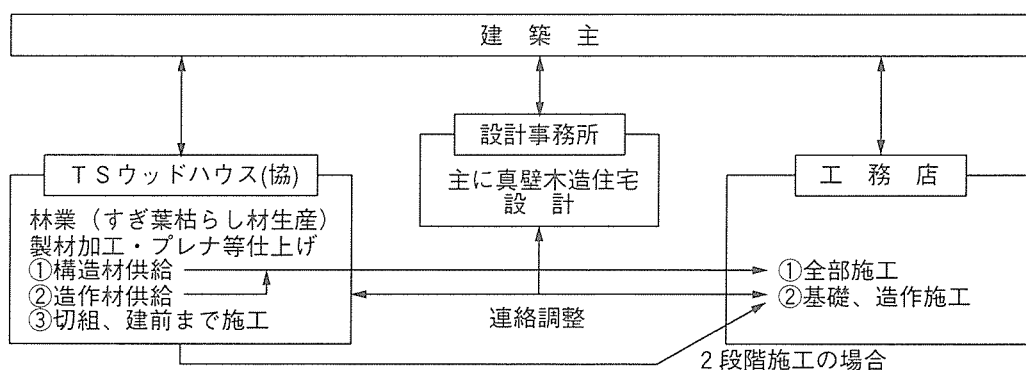 建築主
設計事務所
主に真壁木造住宅
設計
TSウッドハウス(協)
林業（すぎ葉枯らし材生産）
製材加工・プレナ等仕上げ
①構造材供給
②造作材供給
③切組、建前まで施工
工務店
①全部施工
②基礎、造作施工
連絡調整
2段階施工の場合